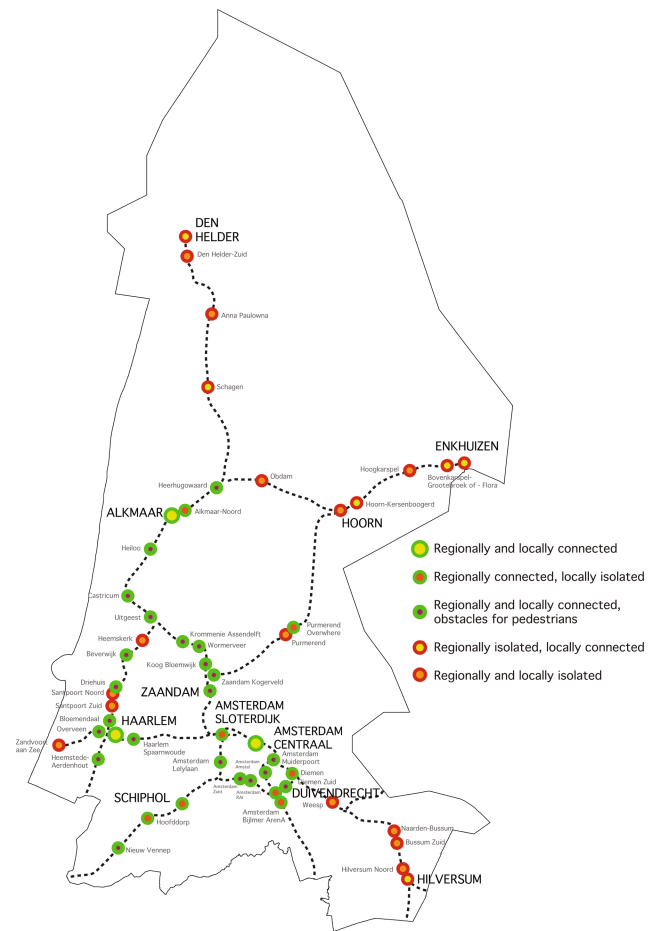 DEN
HELDER
Den Helder-Zuid
Anna Paulowna
Schagen
ENKHUIZEN
Hoogkarspel
Bovenkarspel-
Grootebroek of - Flora
Obdam
Heerhugowaard
Hoorn-Kersenboogerd
ALKMAAR
Alkmaar-Noord
HOORN
Heiloo
Regionally and locally connected
Regionally connected, locally isolated
Regionally and locally connected,
obstacles for pedestrians
Regionally isolated, locally connected
Regionally and locally isolated
Castricum
Uitgeest
Purmerend
Overwhere
Purmerend
Krommenie Assendelft
Wormerveer
Heemskerk
Beverwijk
Koog Bloemwijk
Zaandam Kogerveld
Driehuis
Santpoort Noord
ZAANDAM
Santpoort Zuid
AMSTERDAM
SLOTERDIJK
Bloemendaal
Overveen
HAARLEM
AMSTERDAM
CENTRAAL
Zandvoort
aan Zee
Haarlem
Spaarnwoude
Heemstede-
Aerdenhout
Amsterdam
Lelylaan
Amsterdam
Muiderpoort
Amsterdam
Amstel
Diemen
Diemen Zuid
Amsterdam
Zuid
Amsterdam
RAI
DUIVENDRECHT
Weesp
SCHIPHOL
Hoofddorp
Amsterdam
Bijlmer ArenA
Naarden-Bussum
Bussum Zuid
Nieuw Vennep
Hilversum Noord
HILVERSUM